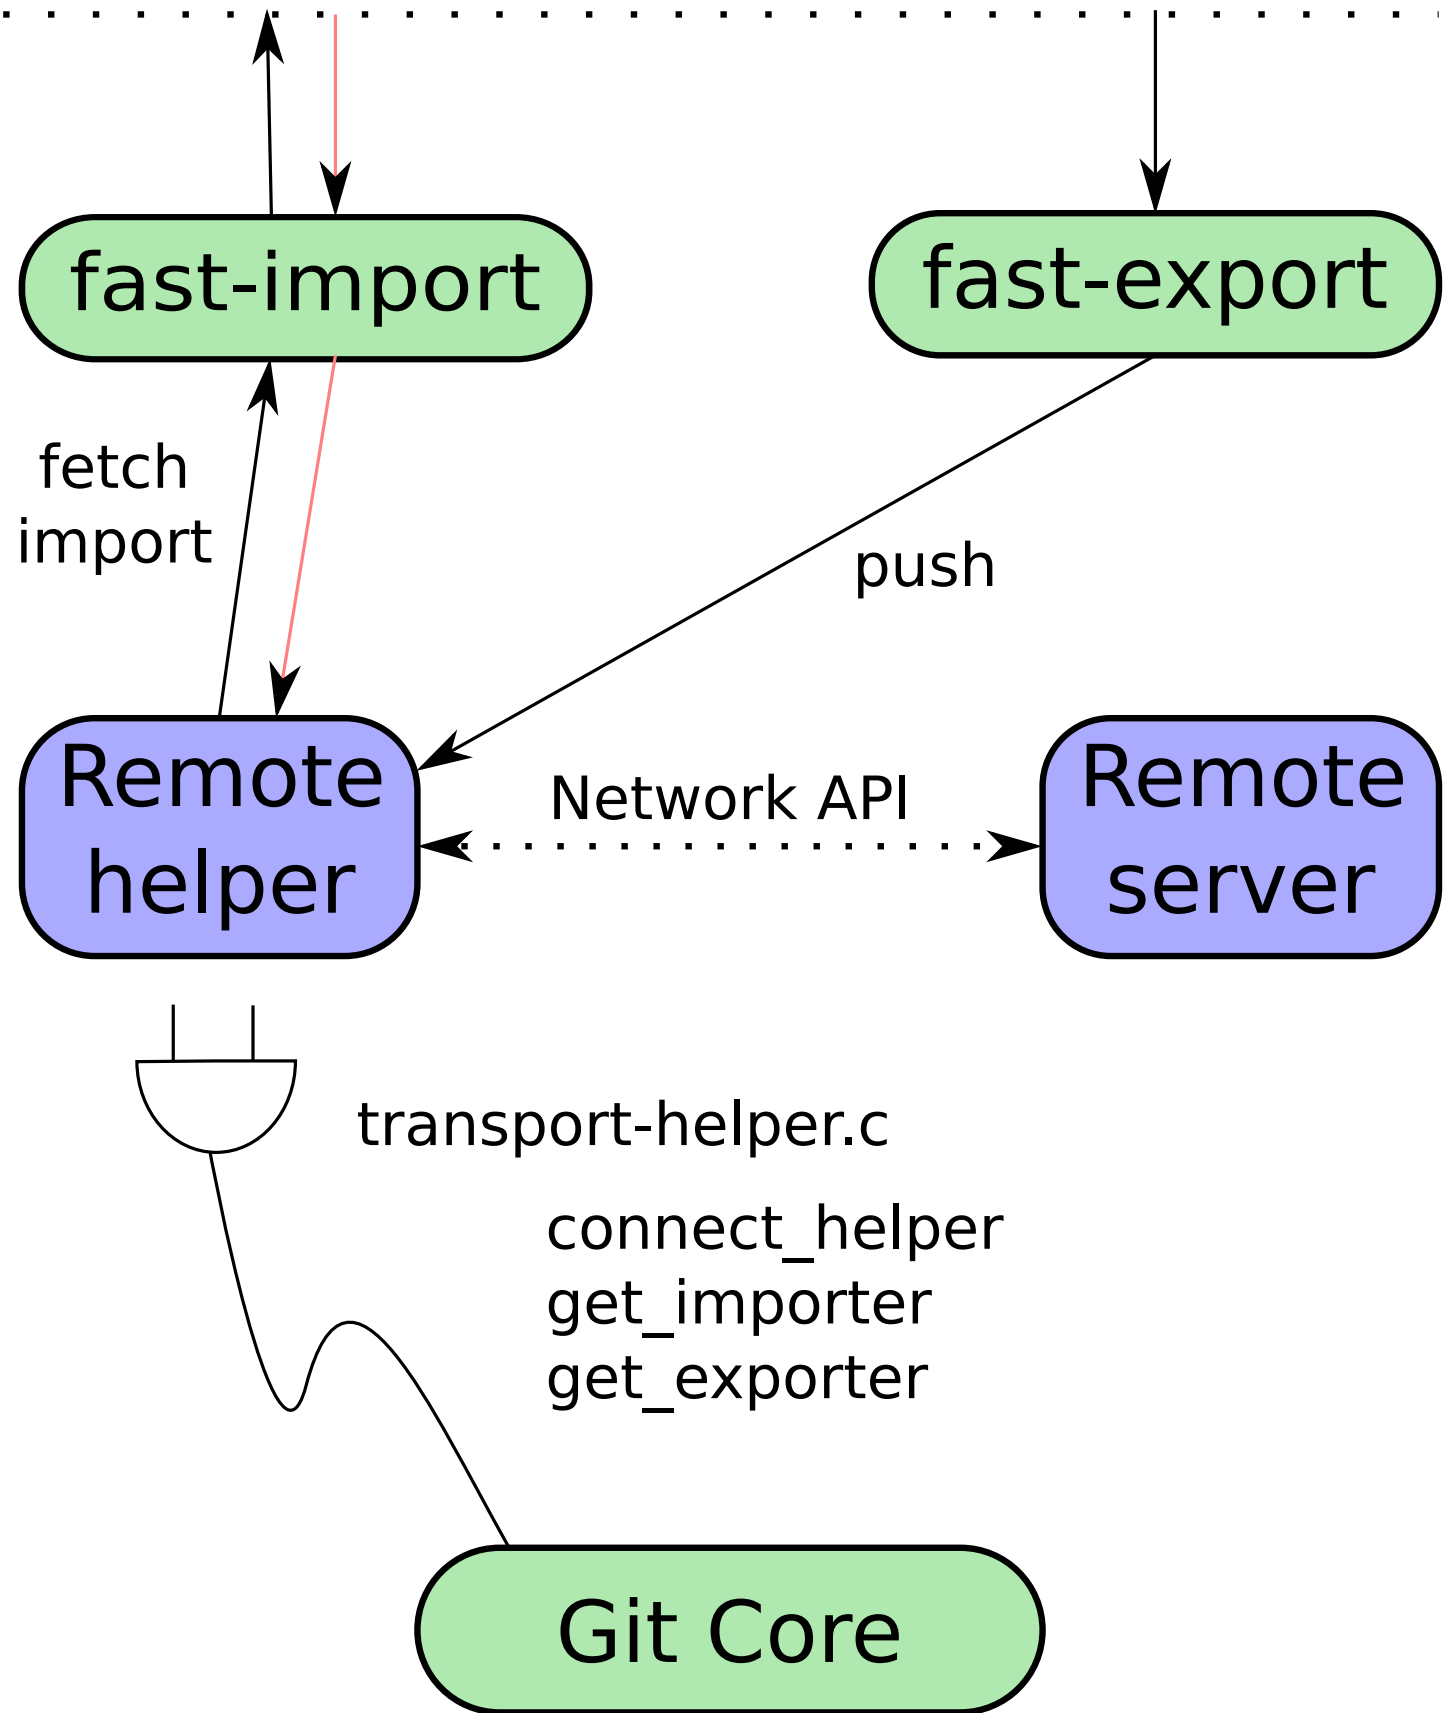 fast-import
fast-export
fetch
import
push
Remote
helper
Network API
Remote
server
transport-helper.c
connect_helper
get_importer
get_exporter
Git Core